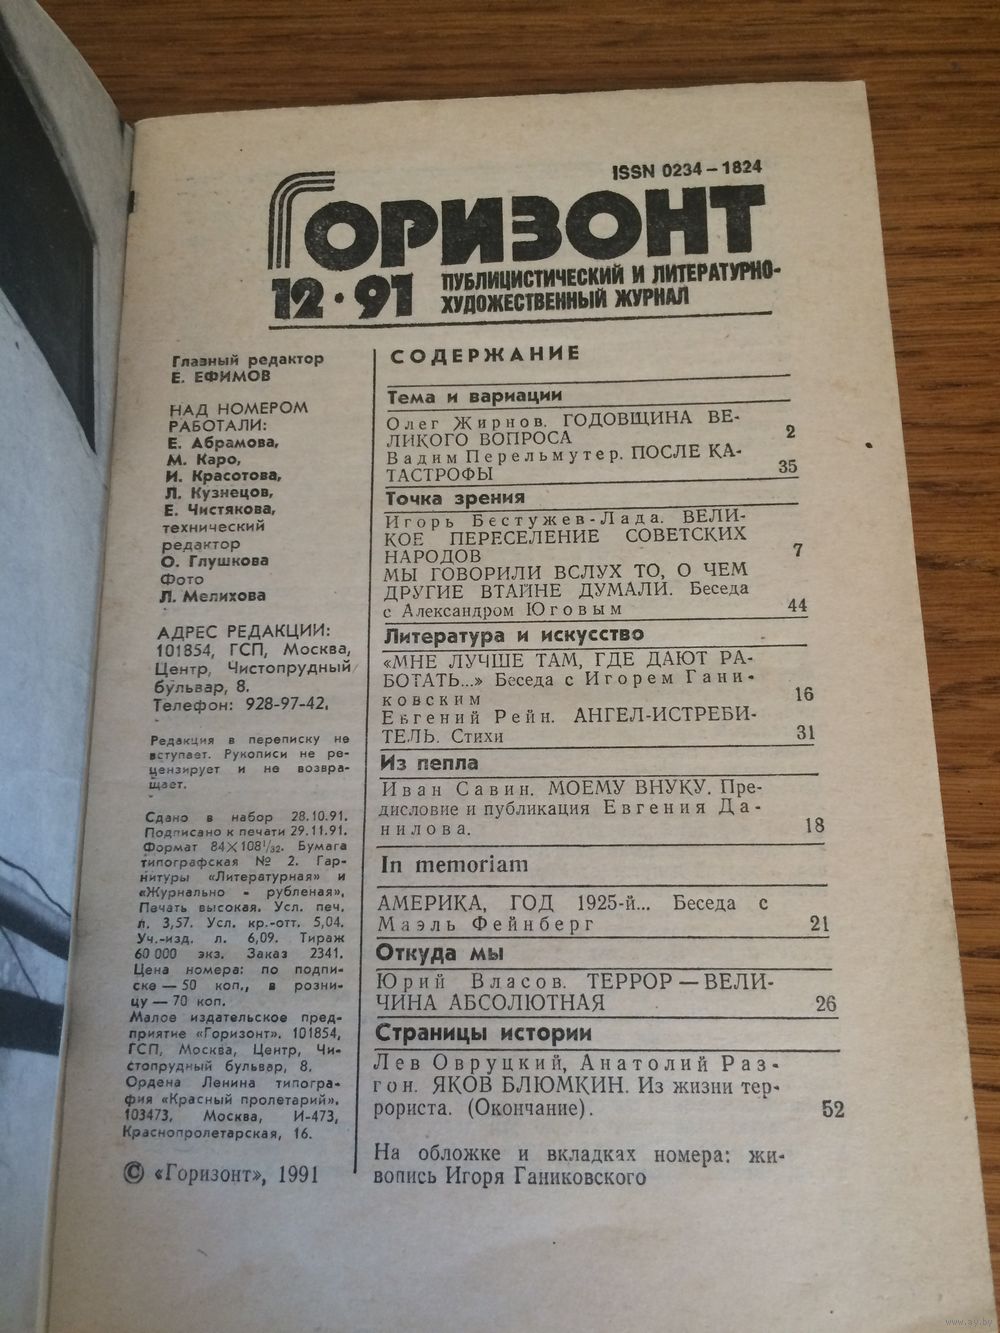 ISSN 0234–1824
ГОРИЗОНТ
12·91
ПУБЛИЦИСТИЧЕСКИЙ И ЛИТЕРАТУРНО-
ХУДОЖЕСТВЕННЫЙ ЖУРНАЛ
Главный редактор
Е. ЕФИМОВ
НАД НОМЕРОМ
РАБОТАЛИ:
Е. Абрамова,
М. Каро,
И. Красотова,
Л. Кузнецов,
Е. Чистякова,
технический
редактор
О. Глушкова
Фото
Л. Мелихова
АДРЕС РЕДАКЦИИ:
101854, ГСП, Москва,
Центр, Чистопрудный
бульвар, 8.
Телефон: 928-97-42.
Редакция в переписку не
вступает. Рукописи не ре-
цензирует и не возвра-
щает.
Сдано в набор 28.10.91.
Подписано к печати 29.11.91.
Формат 84×108¹/₃₂. Бумага
типографская № 2. Гар-
нитуры «Литературная» и
«Журнально - рубленая».
Печать высокая. Усл. печ.
л. 3,57. Усл. кр.-отт. 5,04.
Уч.-изд. л. 6,09. Тираж
60 000 экз. Заказ 2341.
Цена номера: по подпи-
ске — 50 коп., в розни-
цу — 70 коп.
Малое издательское пред-
приятие «Горизонт». 101854,
ГСП, Москва, Центр, Чи-
стопрудный бульвар, 8.
Ордена Ленина типогра-
фия «Красный пролетарий».
103473, Москва, И-473,
Краснопролетарская, 16.
© «Горизонт», 1991
СОДЕРЖАНИЕ
Тема и вариации
Олег Жирнов. ГОДОВЩИНА ВЕ-
ЛИКОГО ВОПРОСА 2
Вадим Перельмутер. ПОСЛЕ КА-
ТАСТРОФЫ 35
Точка зрения
Игорь Бестужев-Лада. ВЕЛИ-
КОЕ ПЕРЕСЕЛЕНИЕ СОВЕТСКИХ
НАРОДОВ 7
МЫ ГОВОРИЛИ ВСЛУХ ТО, О ЧЕМ
ДРУГИЕ ВТАЙНЕ ДУМАЛИ. Беседа
с Александром Юговым 44
Литература и искусство
«МНЕ ЛУЧШЕ ТАМ, ГДЕ ДАЮТ РА-
БОТАТЬ...» Беседа с Игорем Гани-
ковским 16
Евгений Рейн. АНГЕЛ-ИСТРЕБИ-
ТЕЛЬ. Стихи 31
Из пепла
Иван Савин. МОЕМУ ВНУКУ. Пре-
дисловие и публикация Евгения Да-
нилова. 18
In memoriam
АМЕРИКА, ГОД 1925-й... Беседа с
Маэль Фейнберг 21
Откуда мы
Юрий Власов. ТЕРРОР — ВЕЛИ-
ЧИНА АБСОЛЮТНАЯ 26
Страницы истории
Лев Овруцкий, Анатолий Раз-
гон. ЯКОВ БЛЮМКИН. Из жизни тер-
рориста. (Окончание). 52
На обложке и вкладках номера: жи-
вопись Игоря Ганиковского
www.ay.by